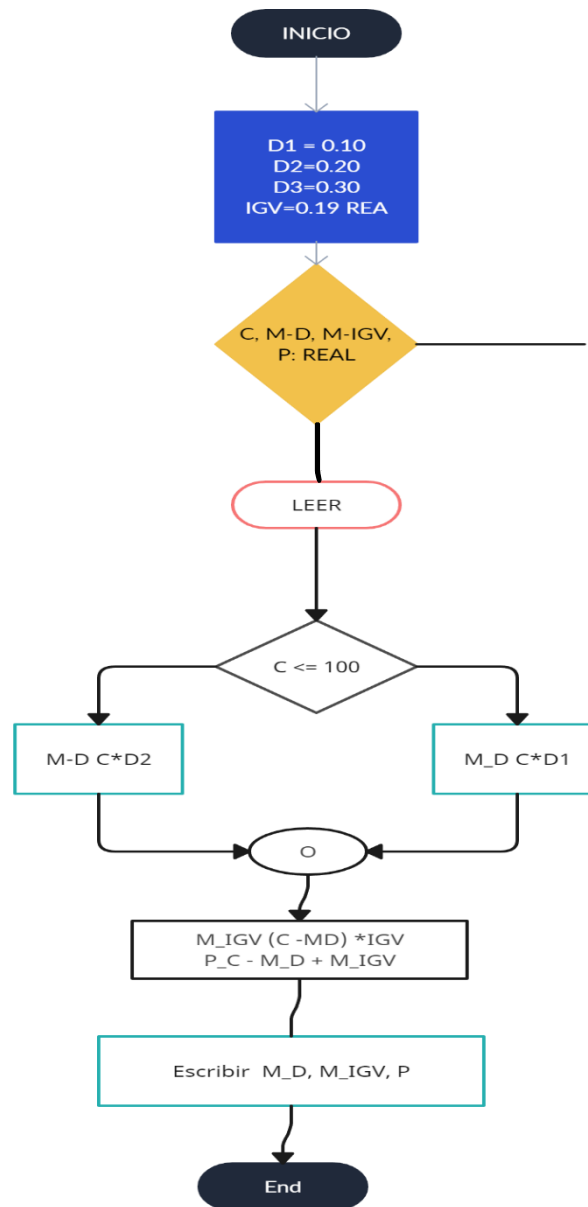 INICIO
D1 = 0.10
D2=0.20
D3=0.30
IGV=0.19 REA
C, M-D, M-IGV,
P: REAL
LEER
C <= 100
M-D C*D2
M_D C*D1
O
M_IGV (C -MD) *IGV
P_C - M_D + M_IGV
Escribir M_D, M_IGV, P
End